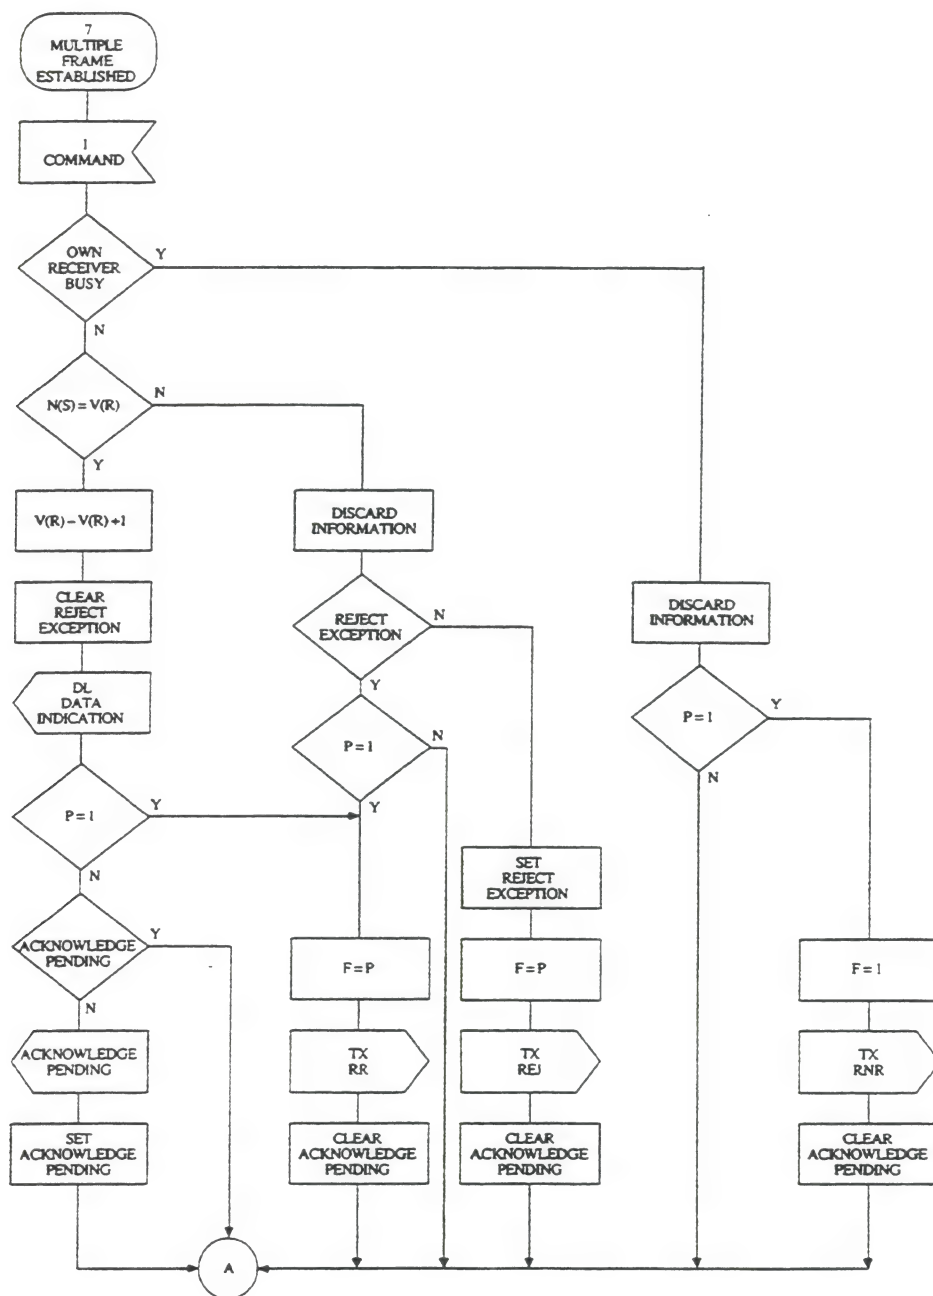 7
MULTIPLE
FRAME
ESTABLISHED
I
COMMAND
OWN
RECEIVER
BUSY
Y
N
N(S) = V(R)
N
Y
V(R) – V(R) +1
DISCARD
INFORMATION
CLEAR
REJECT
EXCEPTION
REJECT
EXCEPTION
N
Y
DISCARD
INFORMATION
DL
DATA
INDICATION
P = 1
N
Y
P = 1
Y
N
P = 1
Y
N
SET
REJECT
EXCEPTION
ACKNOWLEDGE
PENDING
Y
N
F = P
F = P
F = 1
ACKNOWLEDGE
PENDING
TX
RR
TX
REJ
TX
RNR
SET
ACKNOWLEDGE
PENDING
CLEAR
ACKNOWLEDGE
PENDING
CLEAR
ACKNOWLEDGE
PENDING
CLEAR
ACKNOWLEDGE
PENDING
A